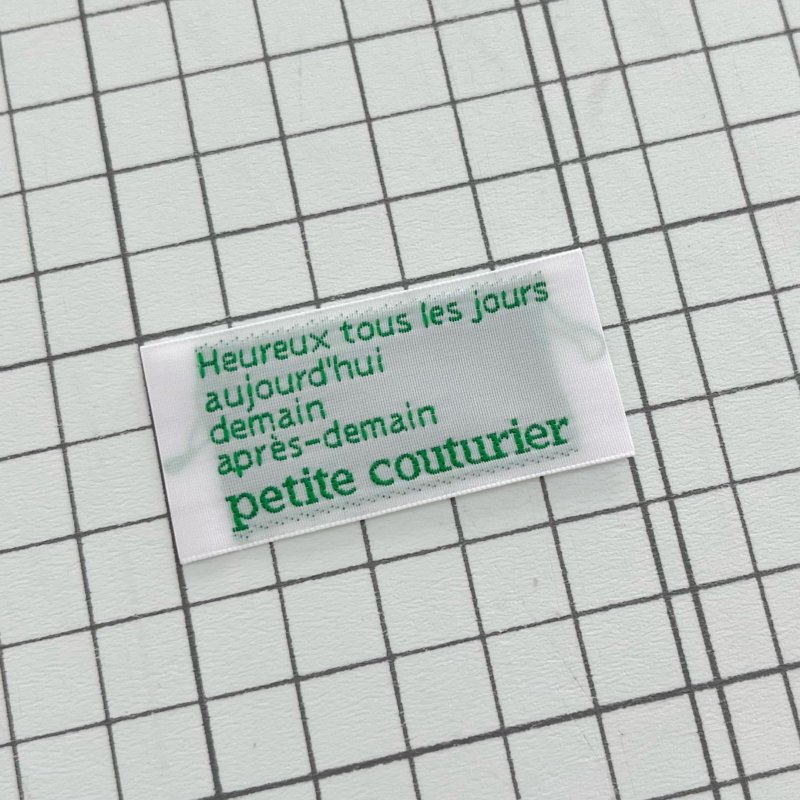 Heureux tous les jours
aujourd'hui
demain
après-demain
petite couturier